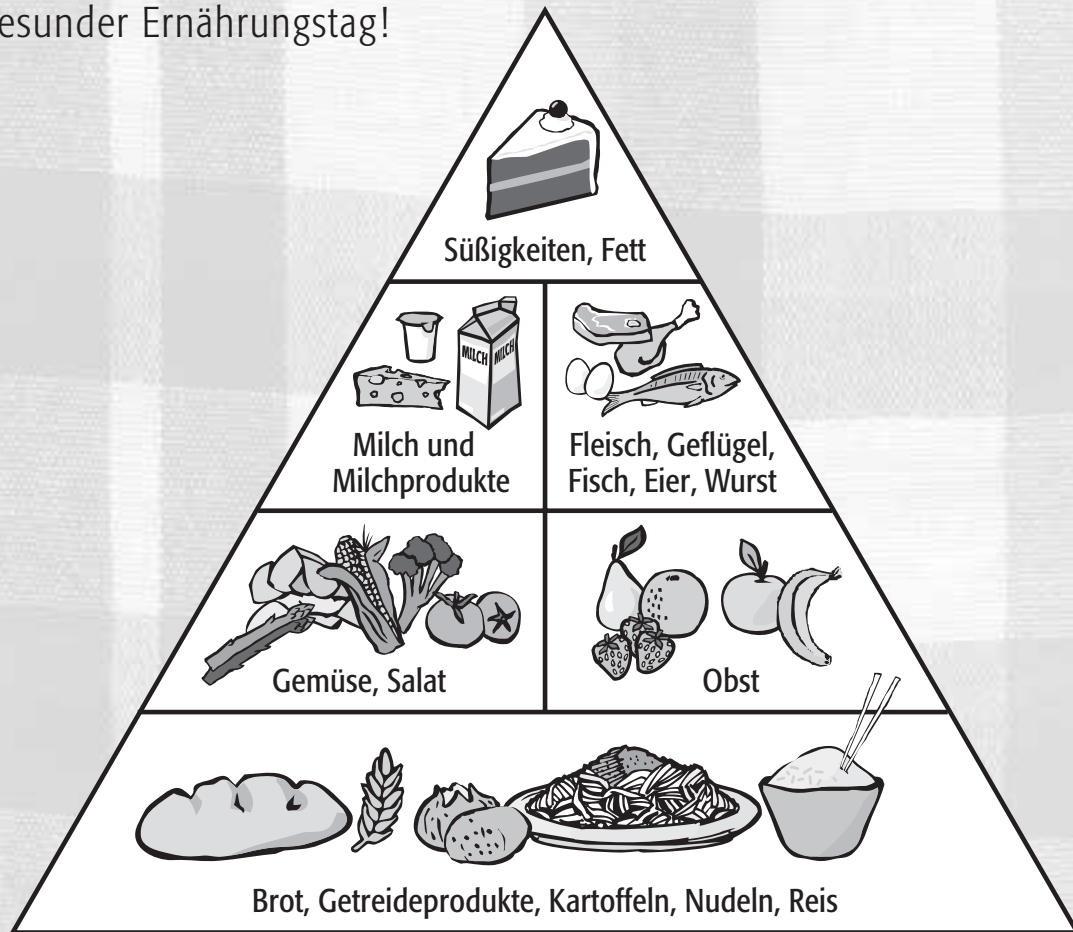 esunder Ernährungstag!
Süßigkeiten, Fett
MILCH MILCH
Milch und
Milchprodukte
Fleisch, Geflügel,
Fisch, Eier, Wurst
Gemüse, Salat
Obst
Brot, Getreideprodukte, Kartoffeln, Nudeln, Reis